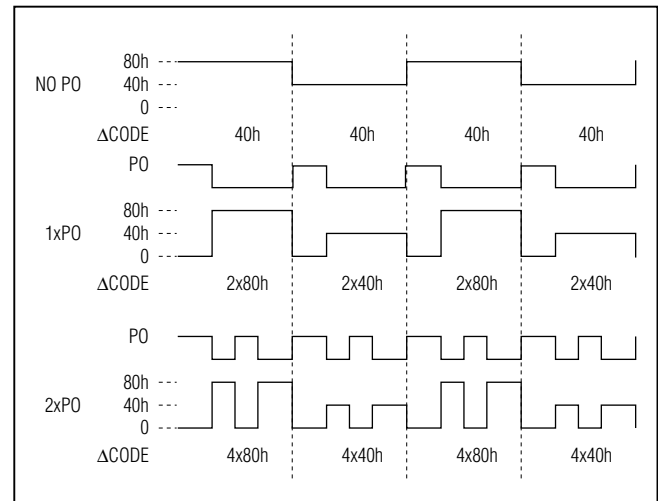 80h
NO PO 40h
0
ΔCODE 40h 40h 40h 40h
PO
80h
1xPO 40h
0
ΔCODE 2x80h 2x40h 2x80h 2x40h
PO
80h
2xPO 40h
0
ΔCODE 4x80h 4x40h 4x80h 4x40h